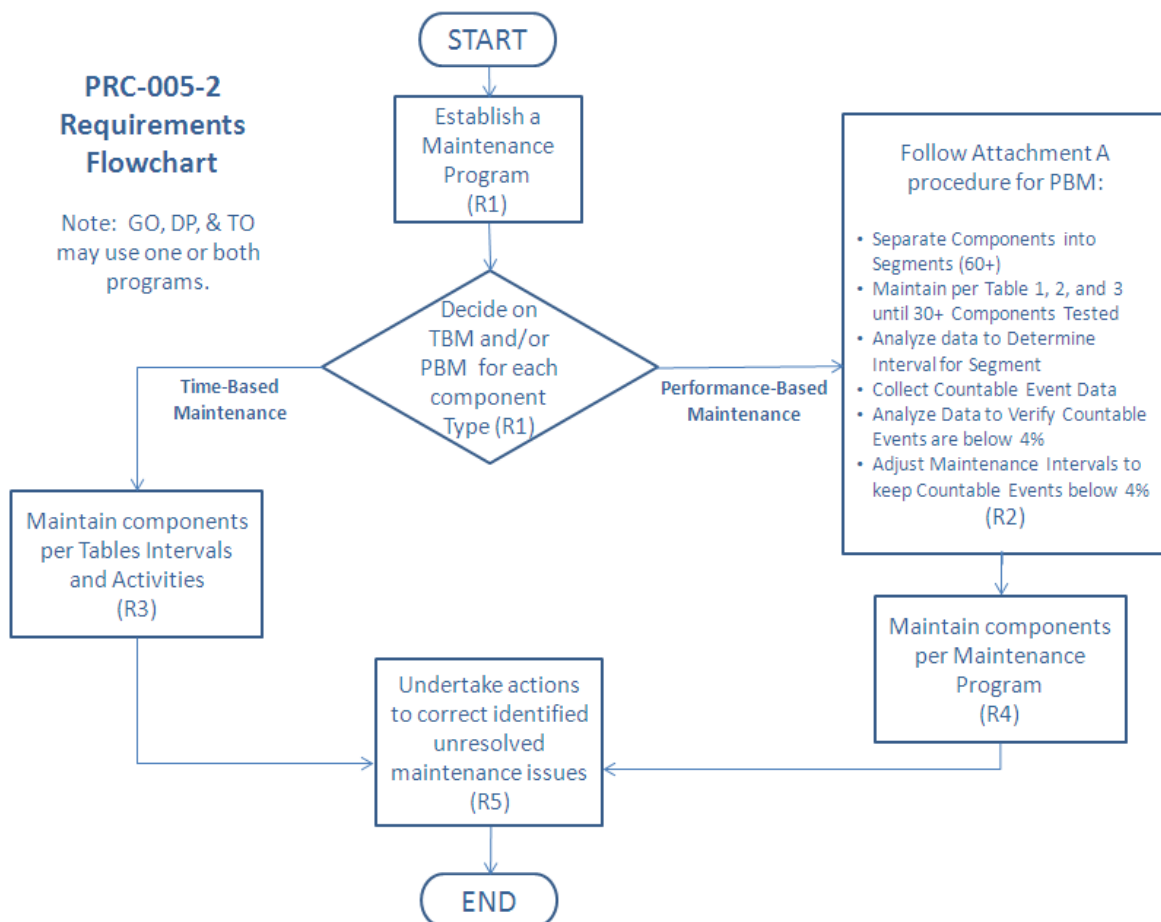 START
PRC-005-2
Requirements
Flowchart
Note: GO, DP, & TO
may use one or both
programs.
Establish a
Maintenance
Program
(R1)
Decide on
TBM and/or
PBM for each
component
Type (R1)
Time-Based
Maintenance
Performance-Based
Maintenance
Follow Attachment A
procedure for PBM:
• Separate Components into
Segments (60+)
• Maintain per Table 1, 2, and 3
until 30+ Components Tested
• Analyze data to Determine
Interval for Segment
• Collect Countable Event Data
• Analyze Data to Verify Countable
Events are below 4%
• Adjust Maintenance Intervals to
keep Countable Events below 4%
(R2)
Maintain components
per Tables Intervals
and Activities
(R3)
Maintain components
per Maintenance
Program
(R4)
Undertake actions
to correct identified
unresolved
maintenance issues
(R5)
END